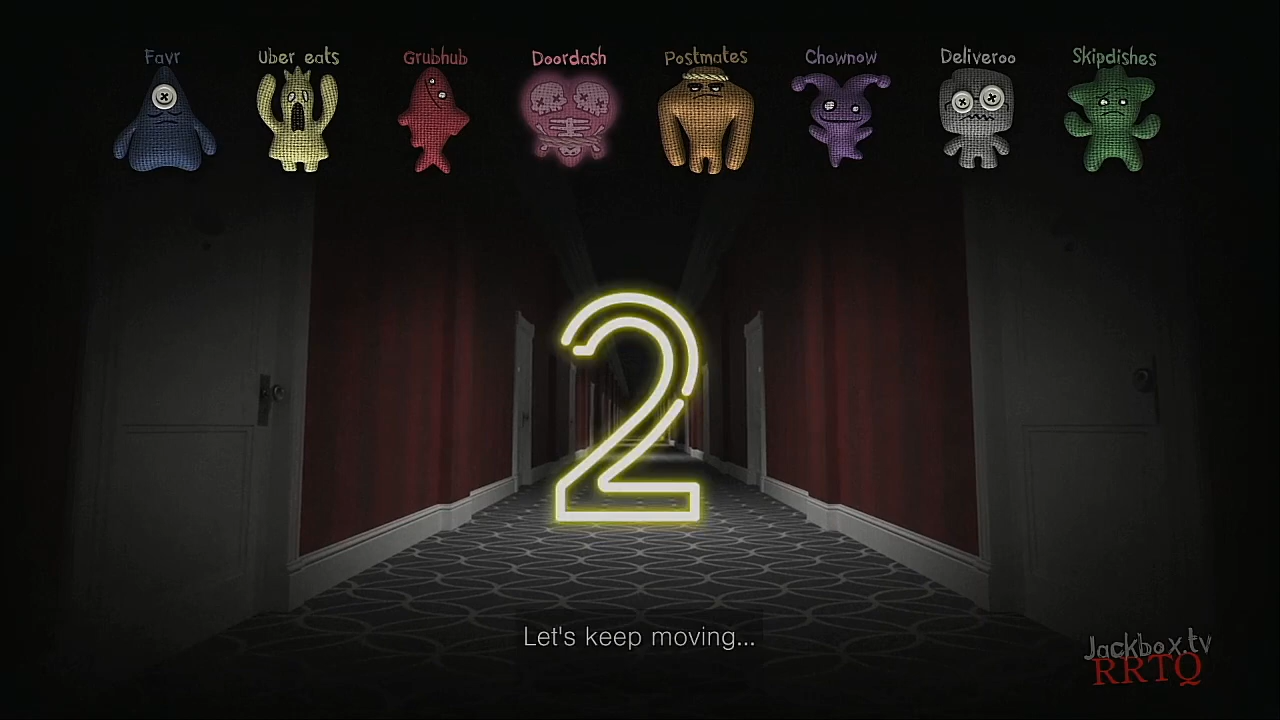 Favr
Uber eats
Grubhub
Doordash
Postmates
Chownow
Deliveroo
Skipdishes
2
Let's keep moving...
Jackbox.tv
RRTQ